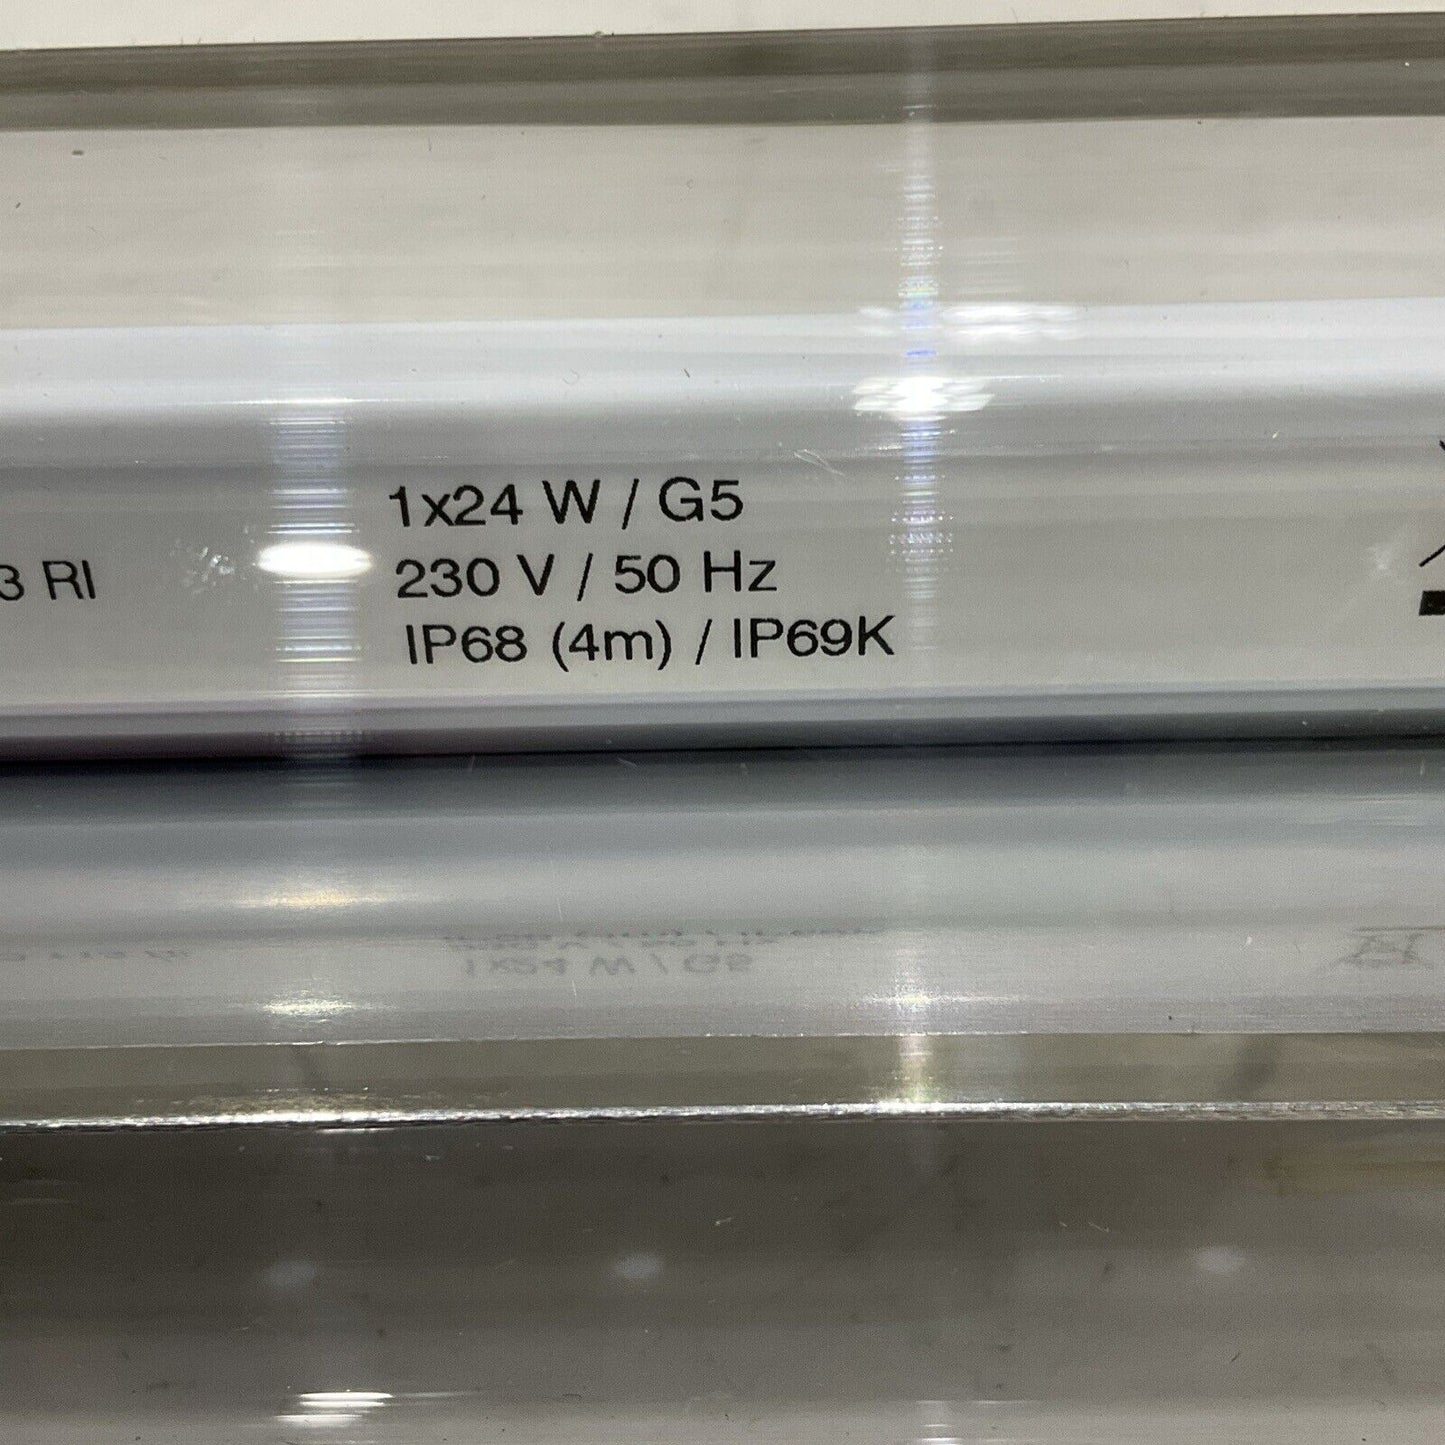 3 RI
1x24 W / G5
230 V / 50 Hz
IP68 (4m) / IP69K